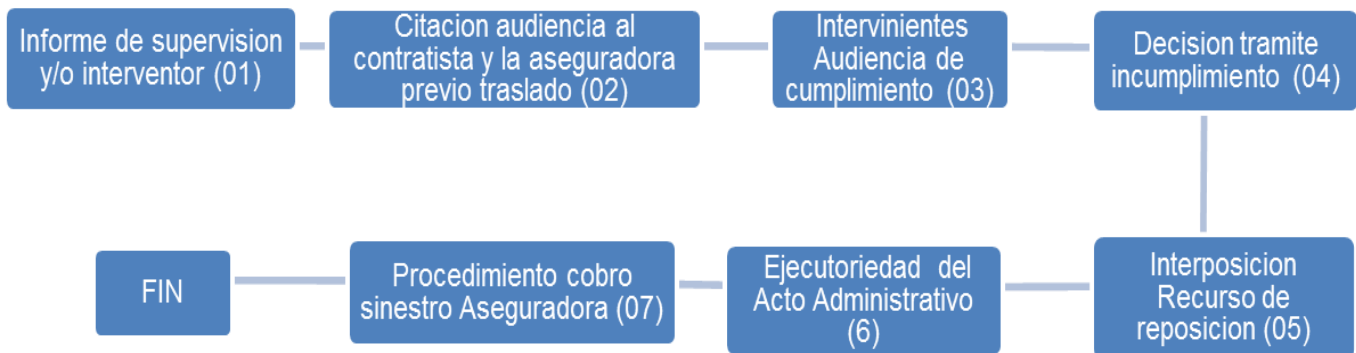 Informe de supervision
y/o interventor (01)
Citacion audiencia al
contratista y la aseguradora
previo traslado (02)
Intervinientes
Audiencia de
cumplimiento (03)
Decision tramite
incumplimiento (04)
Interposicion
Recurso de
reposicion (05)
Ejecutoriedad del
Acto Administrativo
(6)
Procedimiento cobro
sinestro Aseguradora (07)
FIN